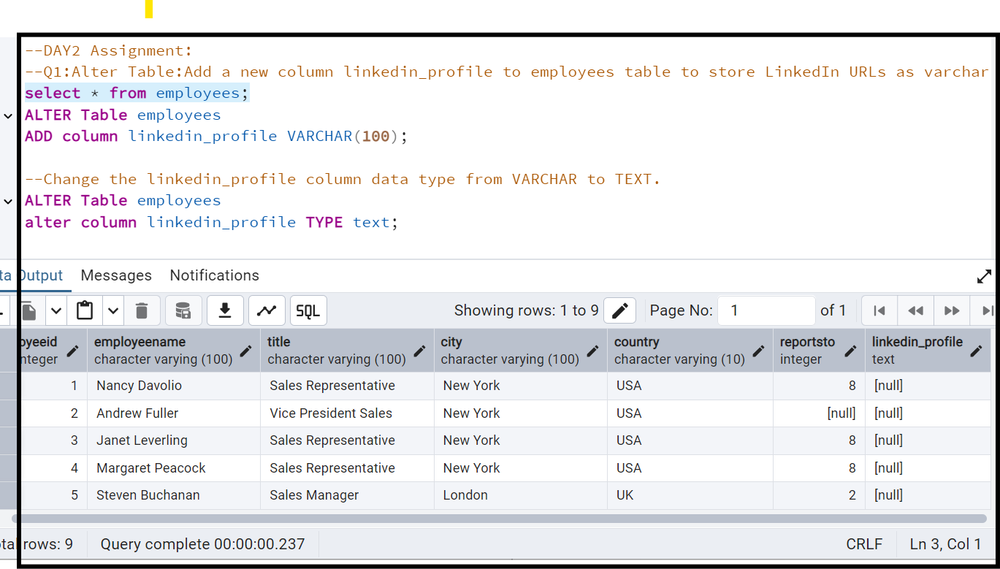 --DAY2 Assignment:
--Q1:Alter Table:Add a new column linkedin_profile to employees table to store LinkedIn URLs as varchar
select * from employees;
ALTER Table employees
ADD column linkedin_profile VARCHAR(100);
--Change the linkedin_profile column data type from VARCHAR to TEXT.
ALTER Table employees
alter column linkedin_profile TYPE text;
ta Output Messages Notifications
SQL Showing rows: 1 to 9 Page No: 1 of 1
oyeeid employeename title city country reportsto linkedin_profile
nteger character varying (100) character varying (100) character varying (100) character varying (10) integer text
1 Nancy Davolio Sales Representative New York USA 8 [null]
2 Andrew Fuller Vice President Sales New York USA [null] [null]
3 Janet Leverling Sales Representative New York USA 8 [null]
4 Margaret Peacock Sales Representative New York USA 8 [null]
5 Steven Buchanan Sales Manager London UK 2 [null]
otal rows: 9 Query complete 00:00:00.237 CRLF Ln 3, Col 1